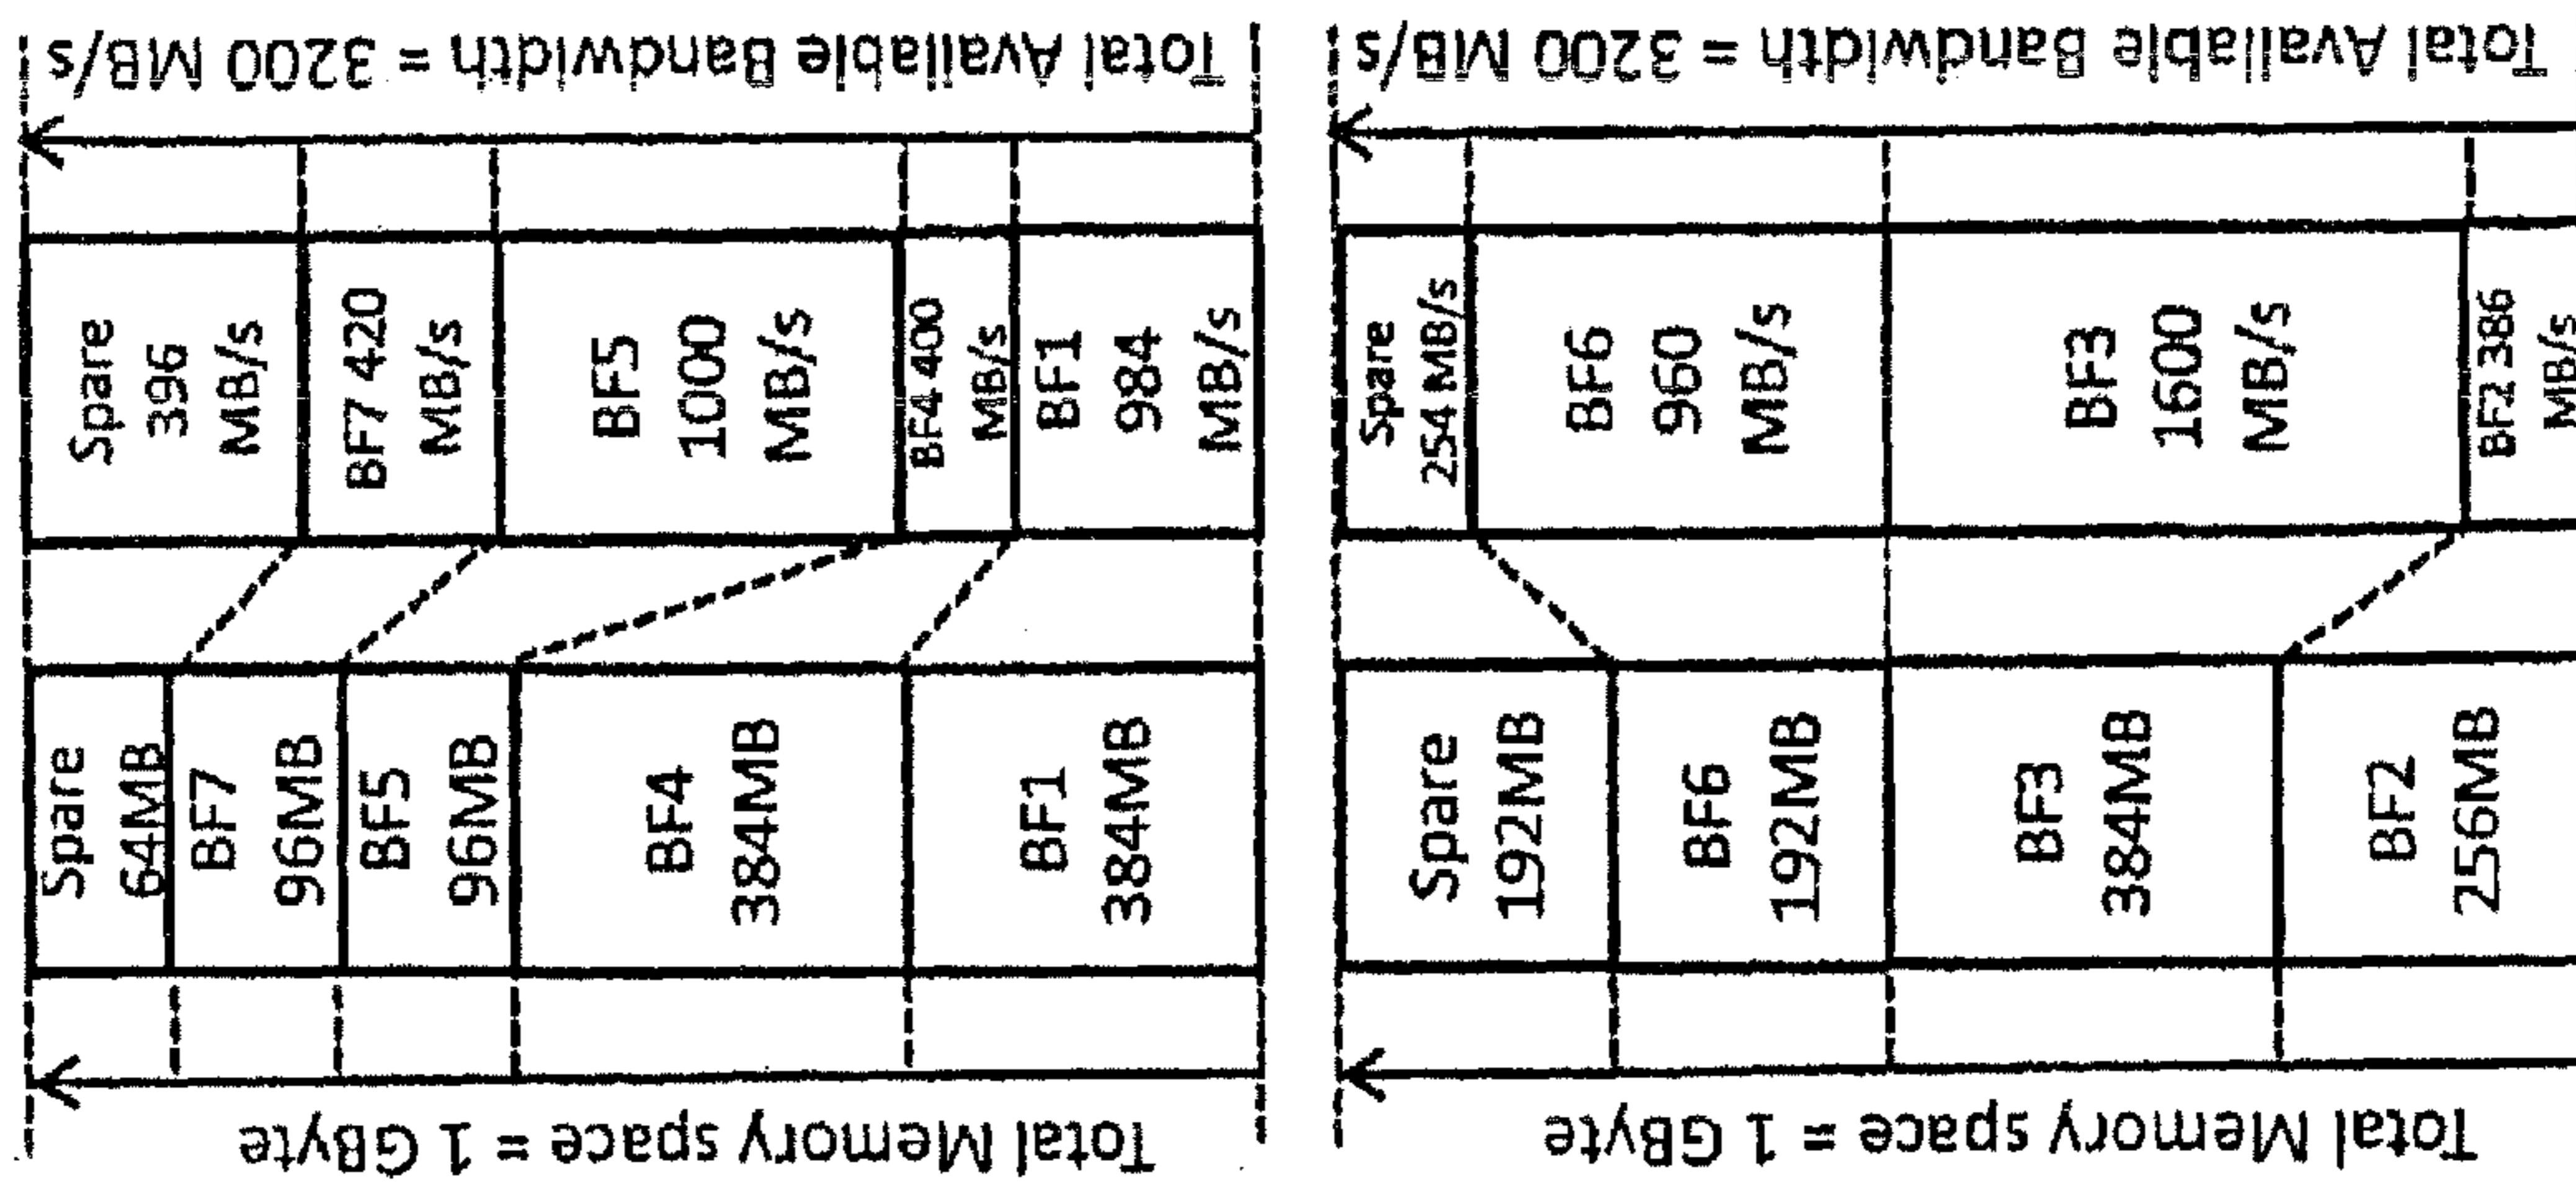 Total Available Bandwidth = 3200 MB/s
Spare
396
MB/s
BF7 420
MB/s
BF5
1000
MB/s
BF4 400
MB/s
BF1
984
MB/s
Spare
64MB
BF7
96MB
BF5
96MB
BF4
384MB
BF1
384MB
Total Memory space = 1 GByte
Total Available Bandwidth = 3200 MB/s
Spare
254 MB/s
BF6
960
MB/s
BF3
1600
MB/s
BF2 386
MB/s
Spare
192MB
BF6
192MB
BF3
384MB
BF2
256MB
Total Memory space = 1 GByte